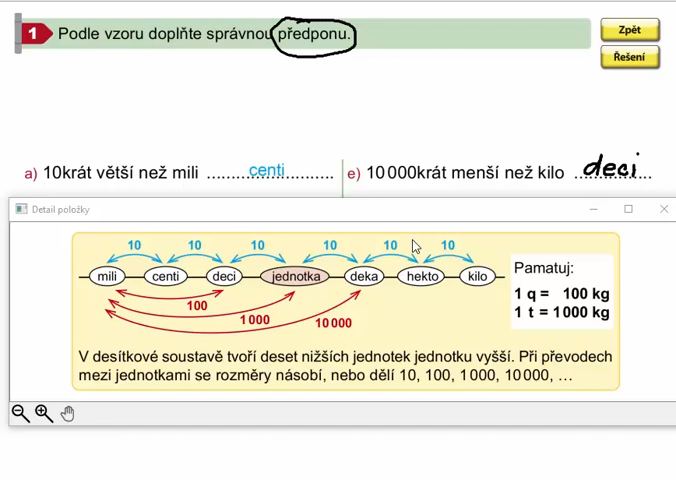 1 Podle vzoru doplňte správnou předponu.
Zpět
Řešení
a) 10krát větší než mili ........centi........
e) 10 000krát menší než kilo ...deci...
Detail položky
10 10 10 10 10 10
mili centi deci jednotka deka hekto kilo
100
1 000
10 000
Pamatuj:
1 q = 100 kg
1 t = 1 000 kg
V desítkové soustavě tvoří deset nižších jednotek jednotku vyšší. Při převodech
mezi jednotkami se rozměry násobí, nebo dělí 10, 100, 1 000, 10 000, …